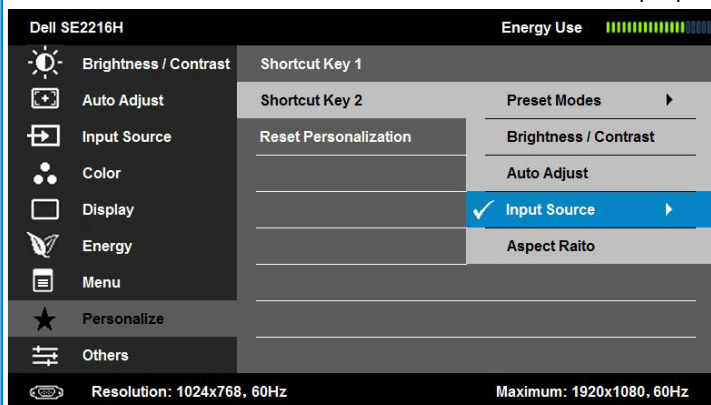 Dell SE2216H Energy Use
Brightness / Contrast Shortcut Key 1
Auto Adjust Shortcut Key 2 Preset Modes
Input Source Reset Personalization Brightness / Contrast
Color Auto Adjust
Display Input Source
Energy Aspect Raito
Menu
Personalize
Others
Resolution: 1024x768, 60Hz Maximum: 1920x1080, 60Hz